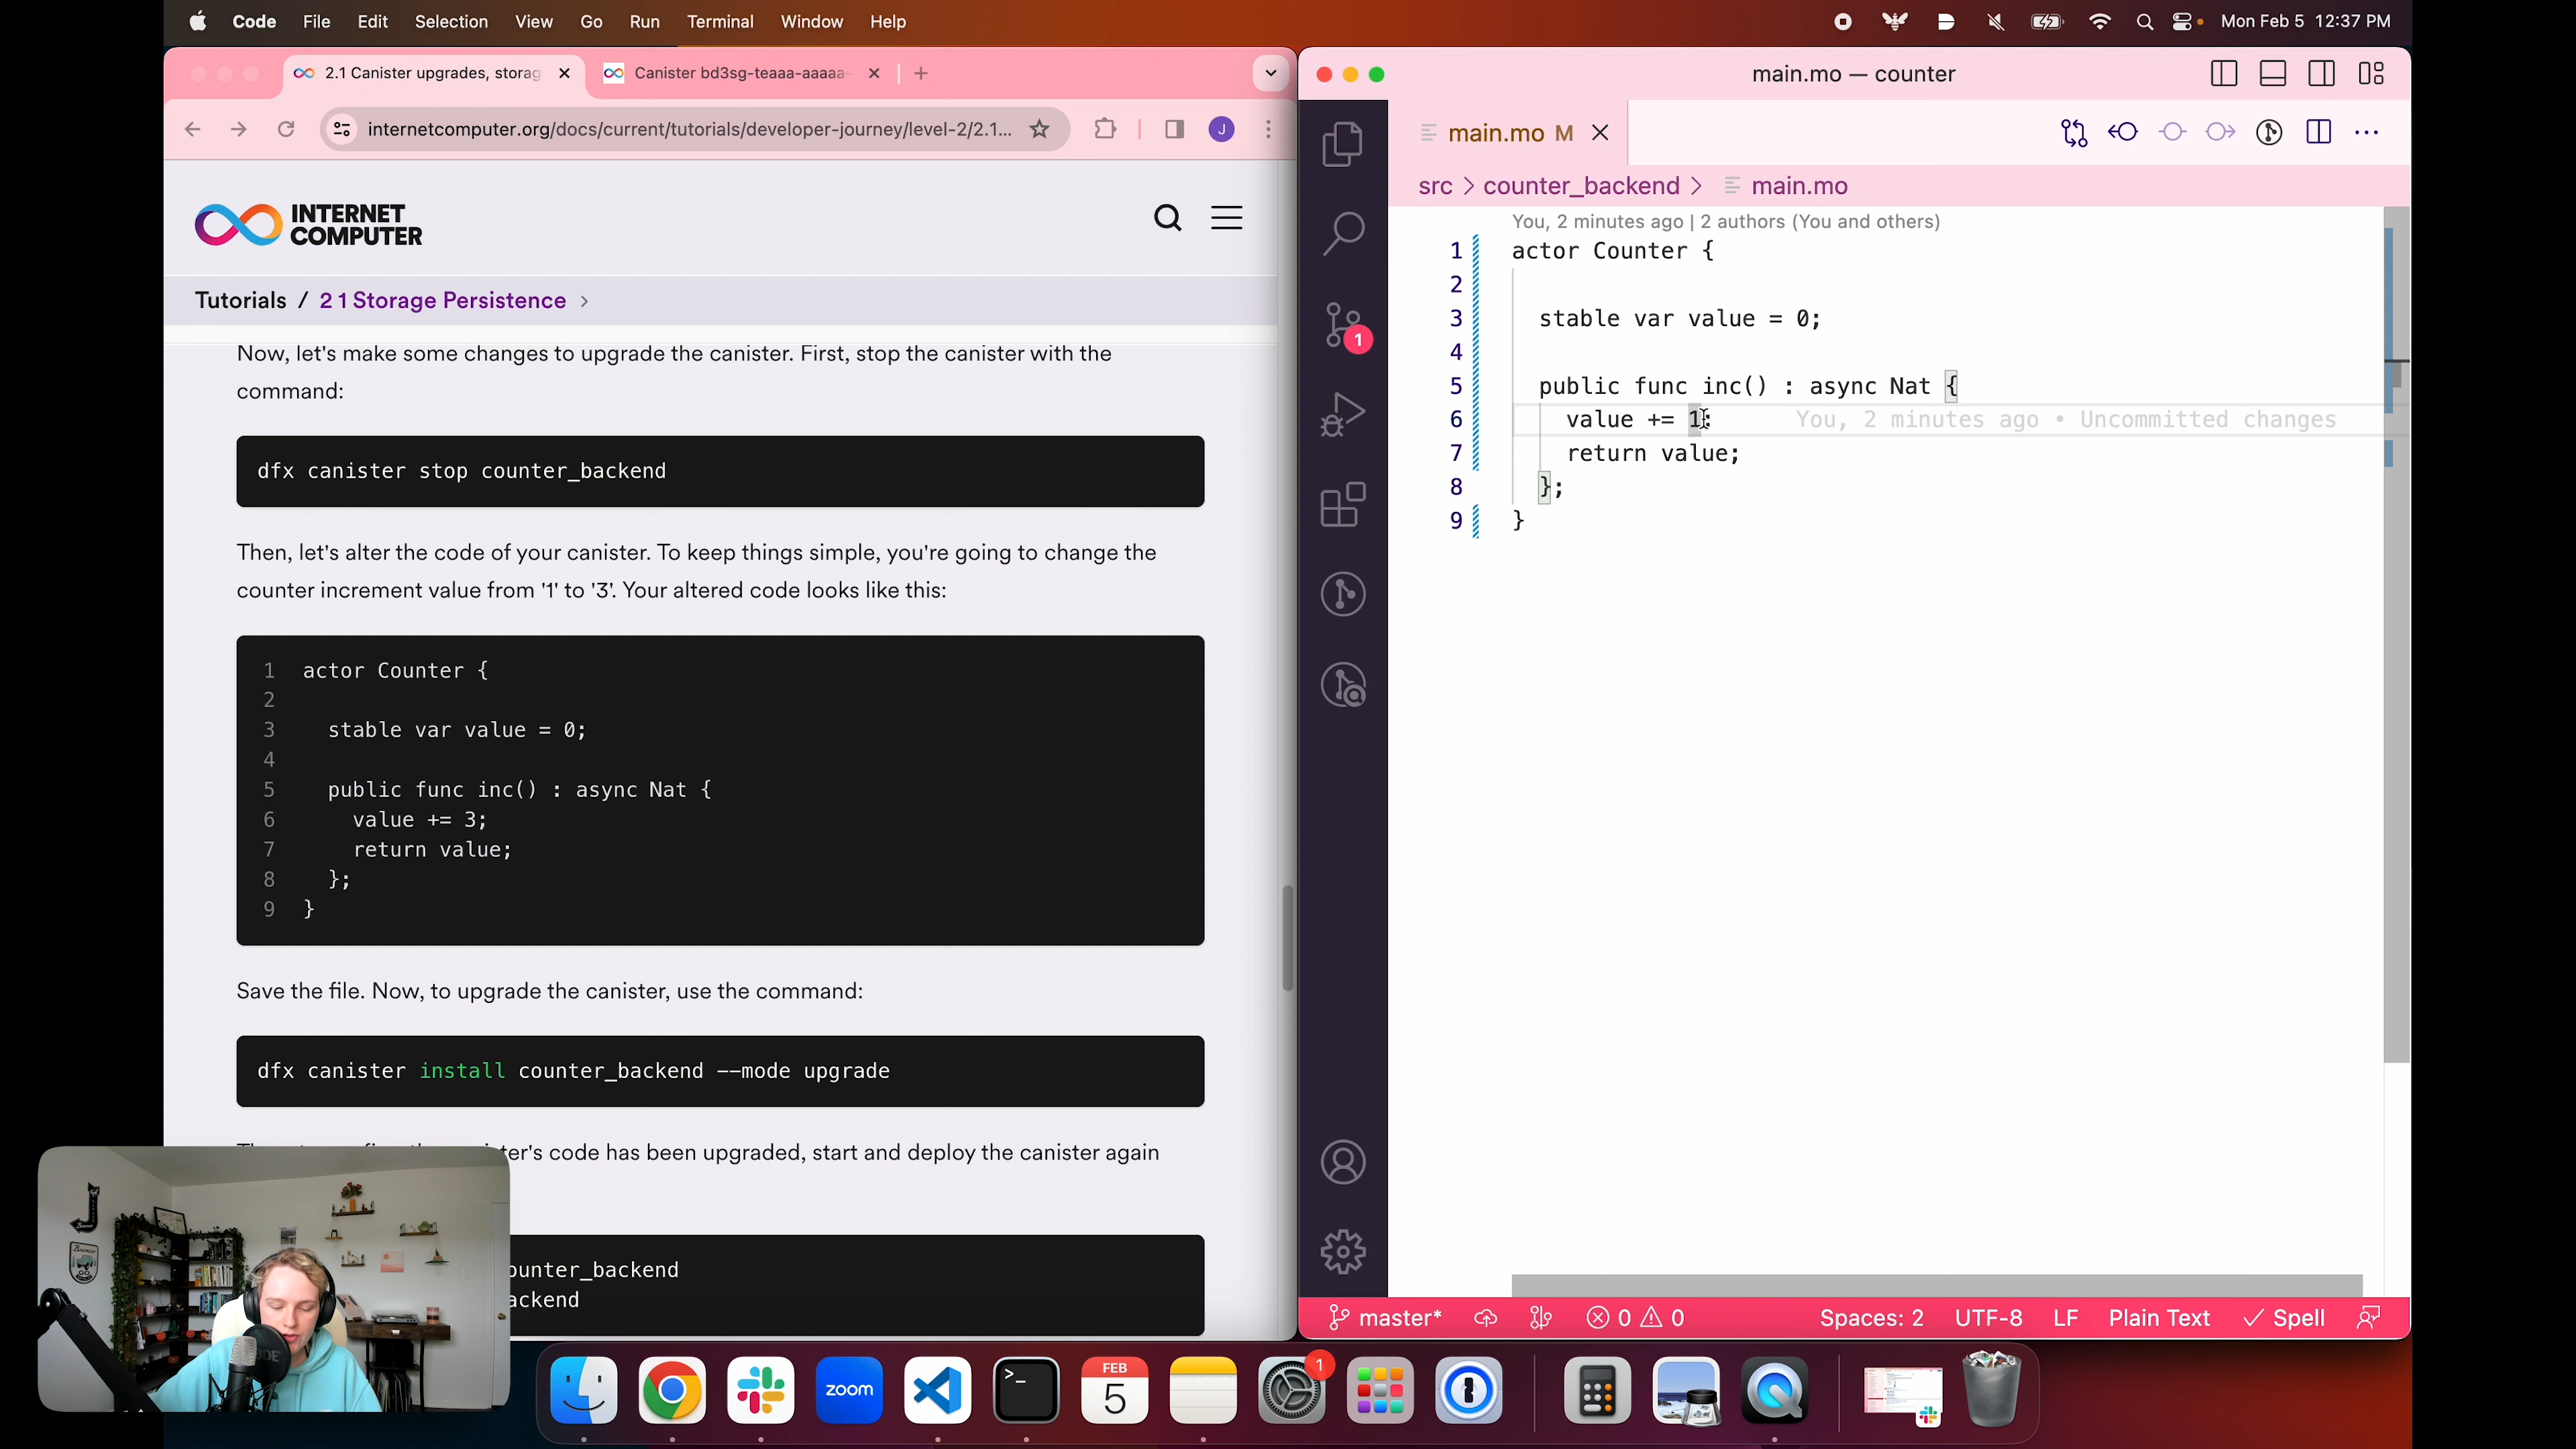 Code File Edit Selection View Go Run Terminal Window Help
Mon Feb 5 12:37 PM
2.1 Canister upgrades, storag
Canister bd3sg-teaaa-aaaaa-
internetcomputer.org/docs/current/tutorials/developer-journey/level-2/2.1...
J
INTERNET
COMPUTER
Tutorials / 2 1 Storage Persistence >
Now, let's make some changes to upgrade the canister. First, stop the canister with the
command:
dfx canister stop counter_backend
Then, let's alter the code of your canister. To keep things simple, you're going to change the
counter increment value from '1' to '3'. Your altered code looks like this:
1 actor Counter {
2
3 stable var value = 0;
4
5 public func inc() : async Nat {
6 value += 3;
7 return value;
8 };
9 }
Save the file. Now, to upgrade the canister, use the command:
dfx canister install counter_backend --mode upgrade
ter's code has been upgraded, start and deploy the canister again
ounter_backend
ackend
main.mo — counter
main.mo M
src > counter_backend > main.mo
You, 2 minutes ago | 2 authors (You and others)
1 actor Counter {
2
3 stable var value = 0;
4
5 public func inc() : async Nat {
6 value += 1; You, 2 minutes ago • Uncommitted changes
7 return value;
8 };
9 }
1
master* 0 0 Spaces: 2 UTF-8 LF Plain Text Spell
zoom
>_
FEB
5
1